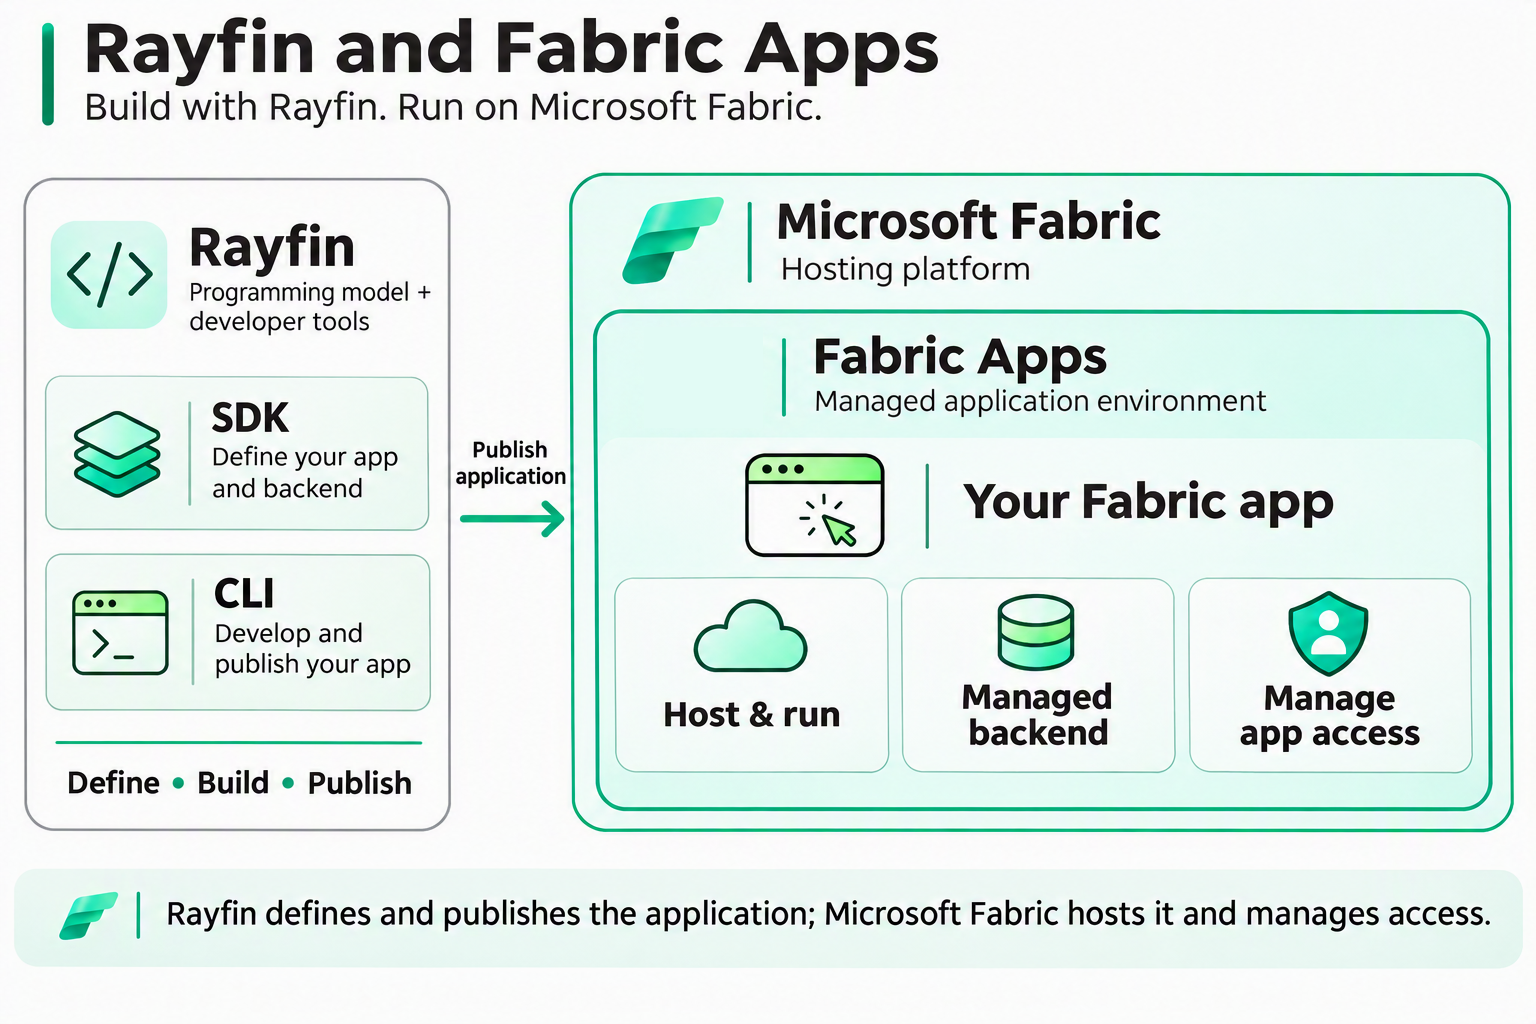 Rayfin and Fabric Apps
Build with Rayfin. Run on Microsoft Fabric.
Rayfin
Programming model +
developer tools
SDK
Define your app
and backend
CLI
Develop and
publish your app
Define • Build • Publish
Publish
application
Microsoft Fabric
Hosting platform
Fabric Apps
Managed application environment
Your Fabric app
Host & run
Managed
backend
Manage
app access
Rayfin defines and publishes the application; Microsoft Fabric hosts it and manages access.